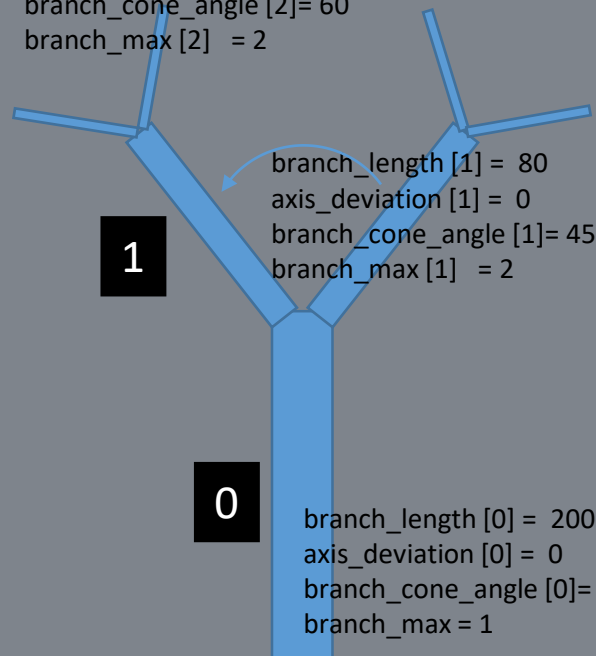 branch_cone_angle [2]= 60
branch_max [2] = 2
branch_length [1] = 80
axis_deviation [1] = 0
branch_cone_angle [1]= 45
branch_max [1] = 2
1
0
branch_length [0] = 200
axis_deviation [0] = 0
branch_cone_angle [0]=
branch_max = 1